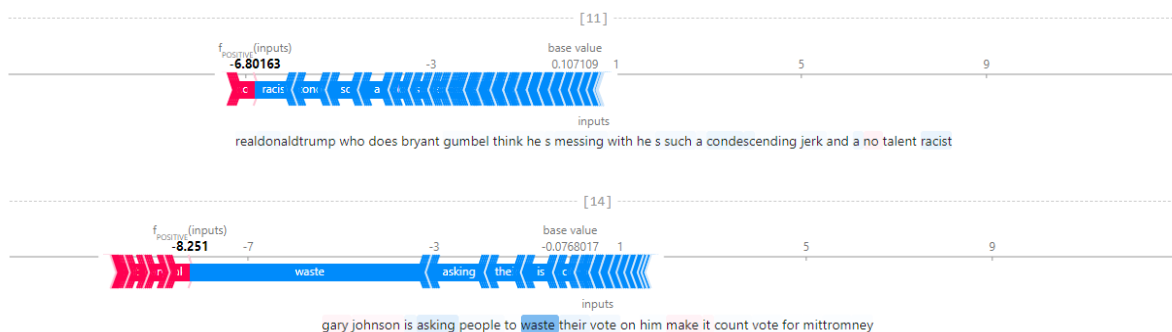 [11]
f_POSITIVE(inputs) base value
-6.80163 -3 0.107109 1 5 9
racis sc a
inputs
realdonaldtrump who does bryant gumbel think he s messing with he s such a condescending jerk and a no talent racist
[14]
f_POSITIVE(inputs) base value
-8.251 -7 -3 -0.0768017 1 5 9
ul waste asking the is c
inputs
gary johnson is asking people to waste their vote on him make it count vote for mittromney